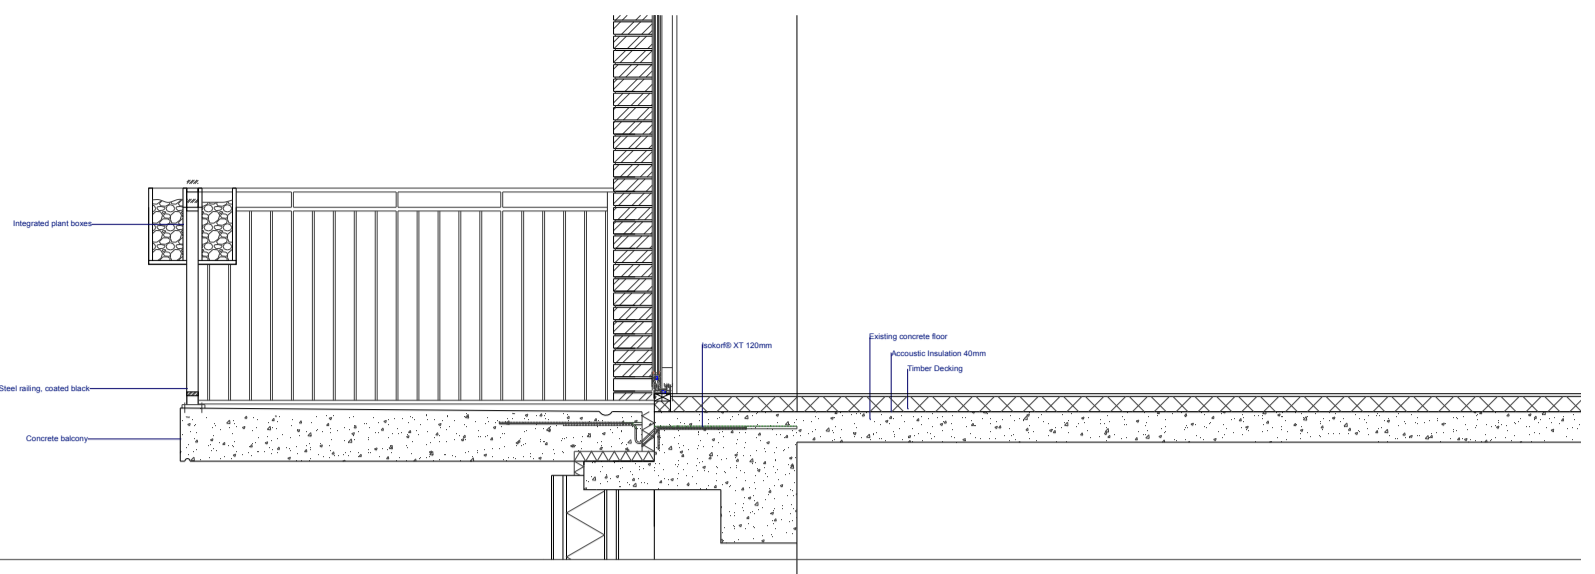 Integrated plant boxes
Isokorf® XT 120mm
Existing concrete floor
Accoustic Insulation 40mm
Timber Decking
Steel railing, coated black
Concrete balcony